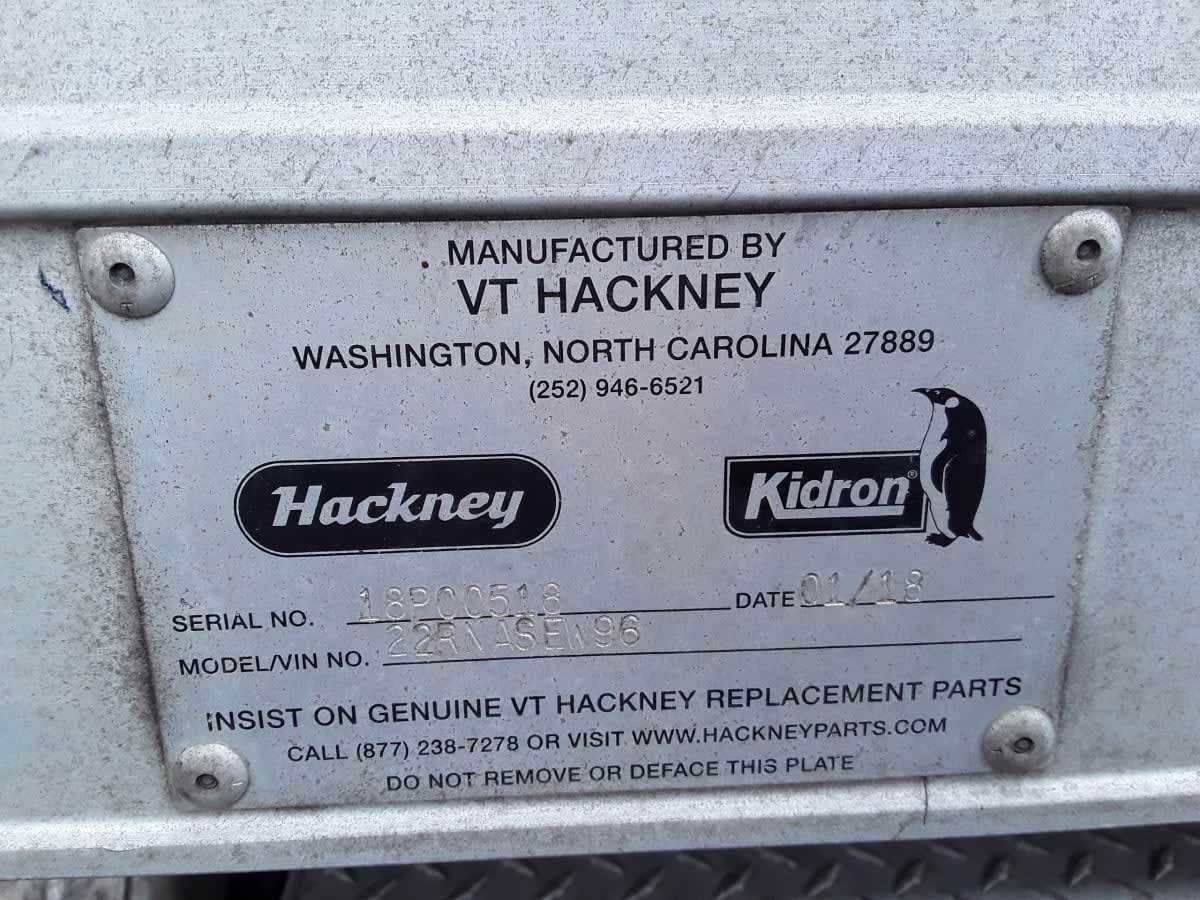 MANUFACTURED BY
VT HACKNEY
WASHINGTON, NORTH CAROLINA 27889
(252) 946-6521
Hackney
Kidron®
SERIAL NO. 18P00518 DATE 01/18
MODEL/VIN NO. 22RNASEW96
INSIST ON GENUINE VT HACKNEY REPLACEMENT PARTS
CALL (877) 238-7278 OR VISIT WWW.HACKNEYPARTS.COM
DO NOT REMOVE OR DEFACE THIS PLATE